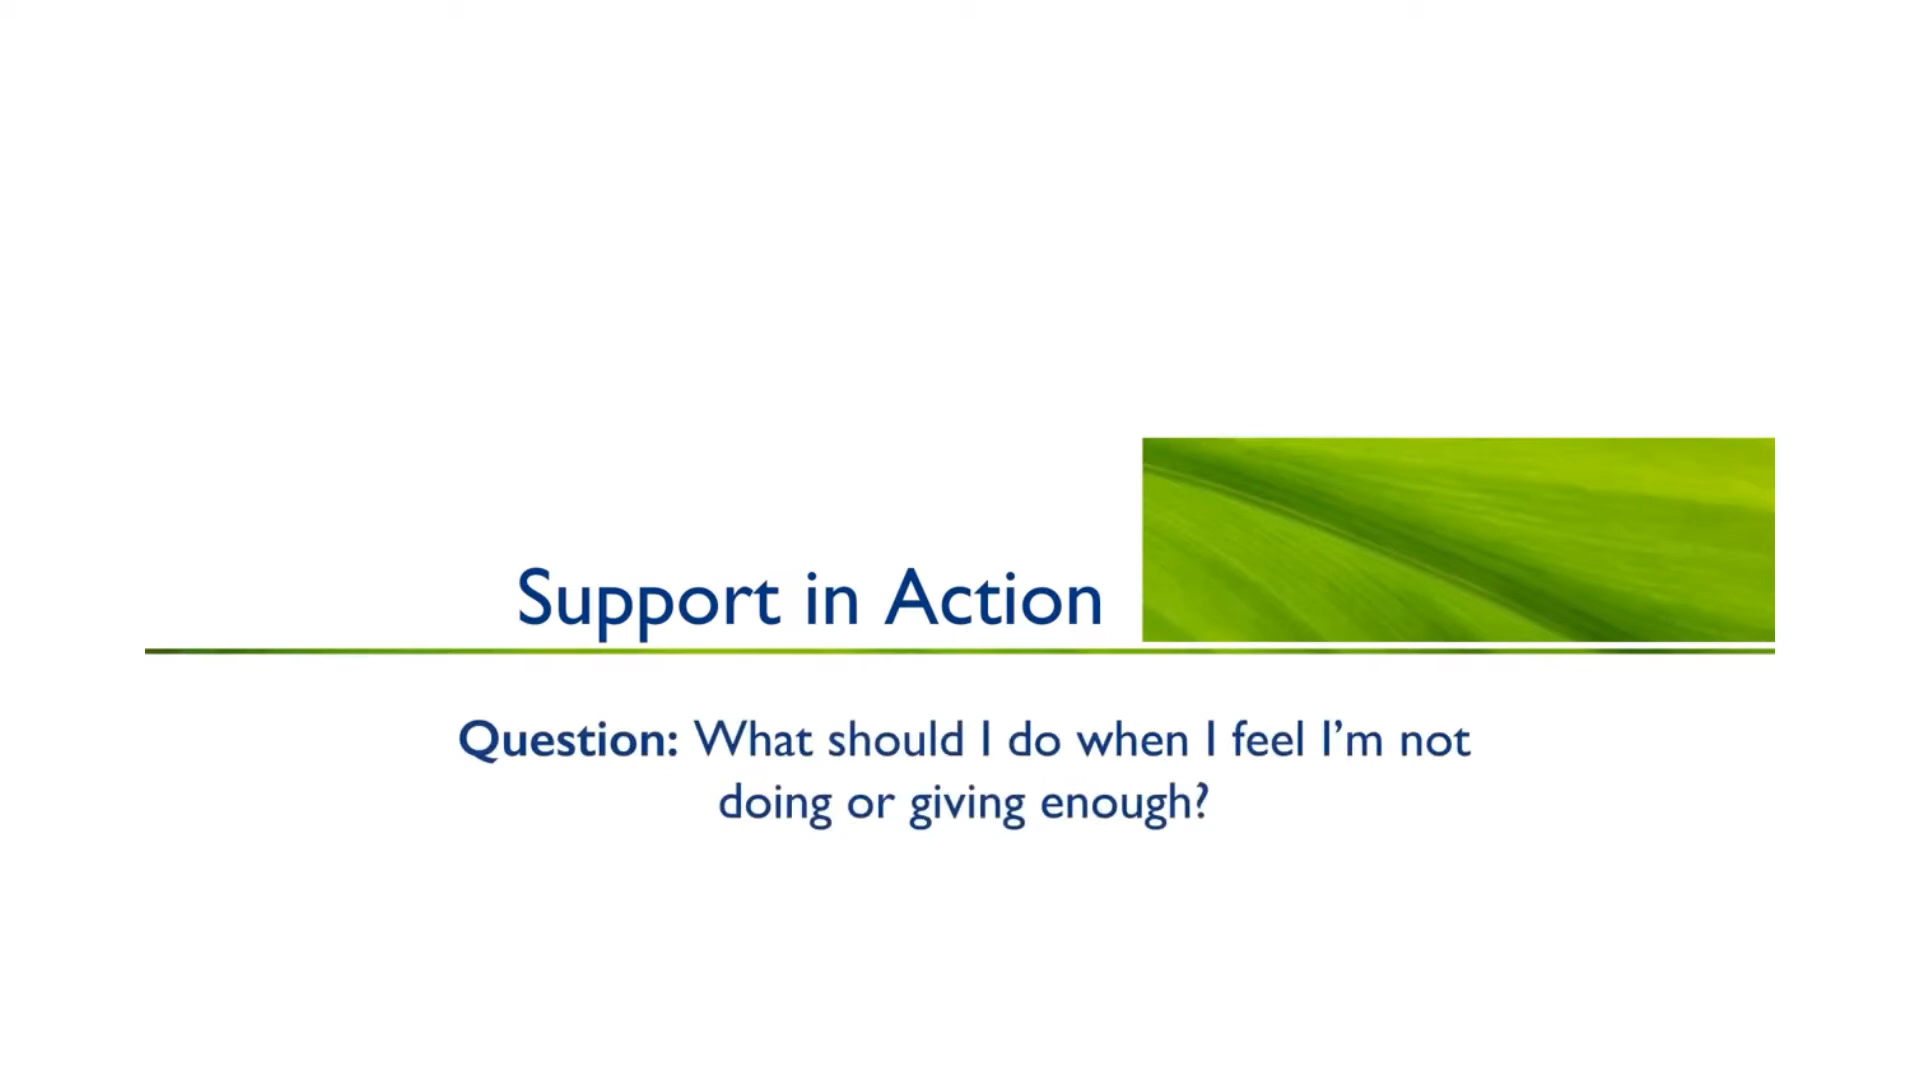 Support in Action
Question: What should I do when I feel I’m not
doing or giving enough?